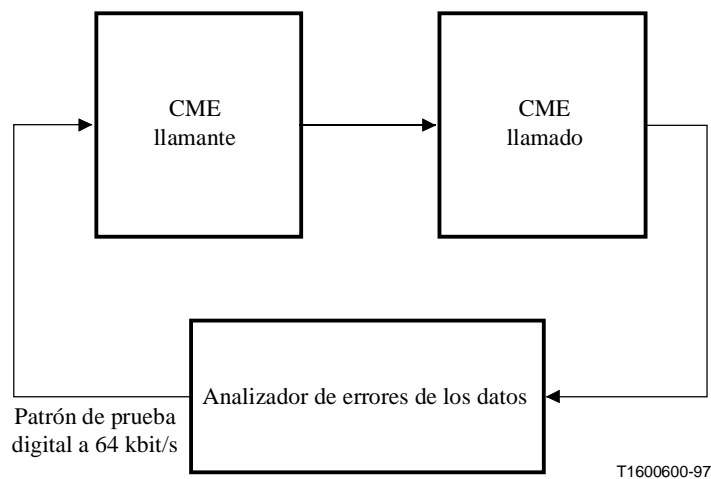 CME
llamante
CME
llamado
Analizador de errores de los datos
Patrón de prueba
digital a 64 kbit/s
T1600600-97